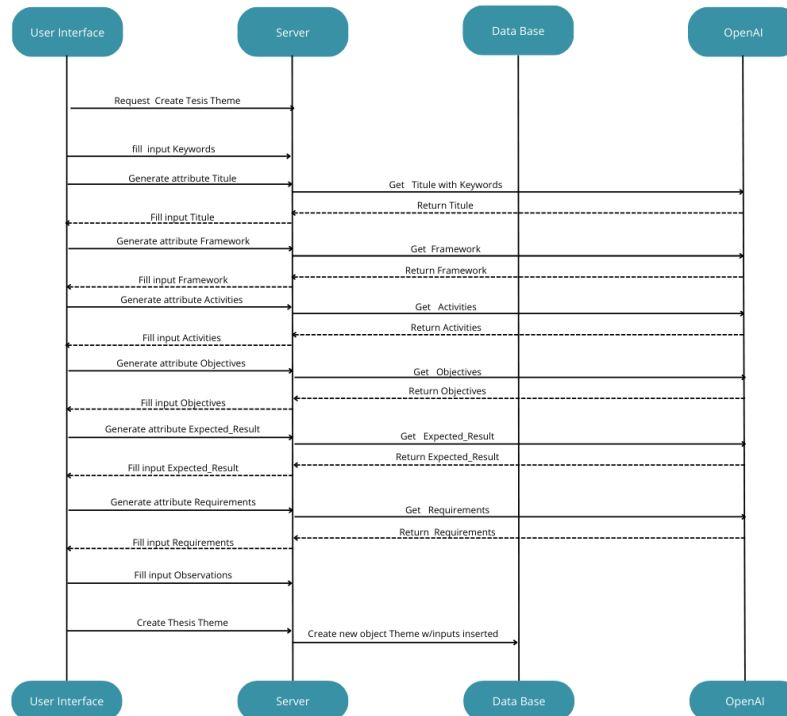 User Interface
Server
Data Base
OpenAI
Request Create Tesis Theme
fill input Keywords
Generate attribute Titule
Get Titule with Keywords
Return Titule
Fill input Titule
Generate attribute Framework
Get Framework
Return Framework
Fill input Framework
Generate attribute Activities
Get Activities
Return Activities
Fill input Activities
Generate attribute Objectives
Get Objectives
Return Objectives
Fill input Objectives
Generate attribute Expected_Result
Get Expected_Result
Return Expected_Result
Fill input Expected_Result
Generate attribute Requirements
Get Requirements
Return Requirements
Fill input Requirements
Fill input Observations
Create Thesis Theme
Create new object Theme w/inputs inserted
User Interface
Server
Data Base
OpenAI